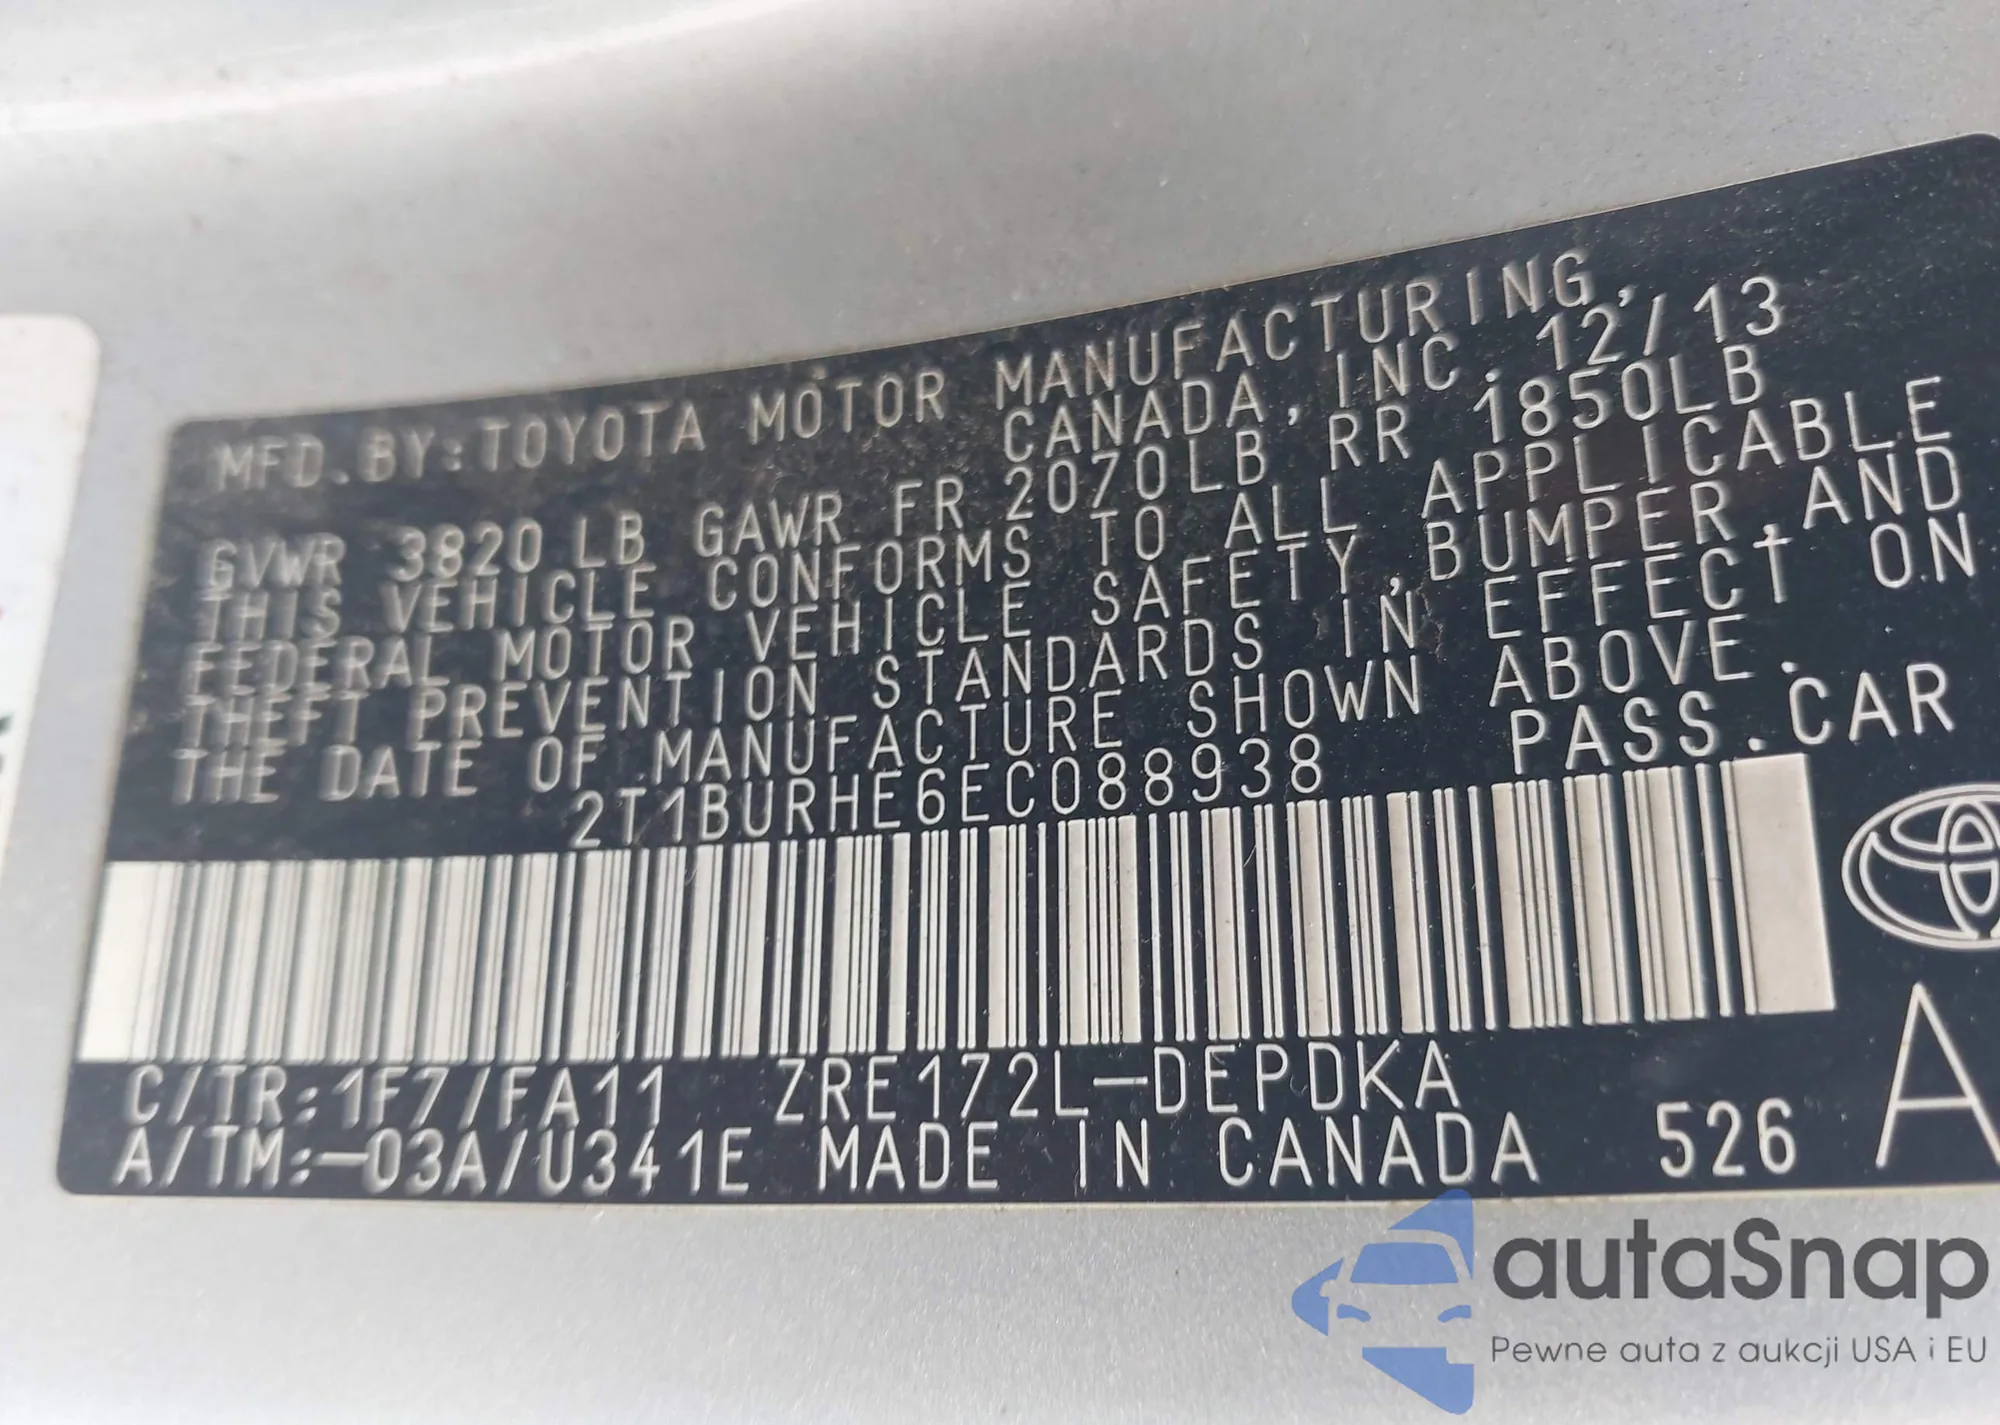 MFD. BY:TOYOTA MOTOR MANUFACTURING,
CANADA, INC. 12/13
GVWR 3820 LB GAWR FR 2070LB RR 1850LB
THIS VEHICLE CONFORMS TO ALL APPLICABLE
FEDERAL MOTOR VEHICLE SAFETY, BUMPER, AND
THEFT PREVENTION STANDARDS IN EFFECT ON
THE DATE OF MANUFACTURE SHOWN ABOVE.
2T1BURHE6EC088938 PASS. CAR
C/TR:1F7/FA11 ZRE172L-DEPDKA
A/TM:-03A/U341E MADE IN CANADA 526 A
autaSnap
Pewne auta z aukcji USA i EU